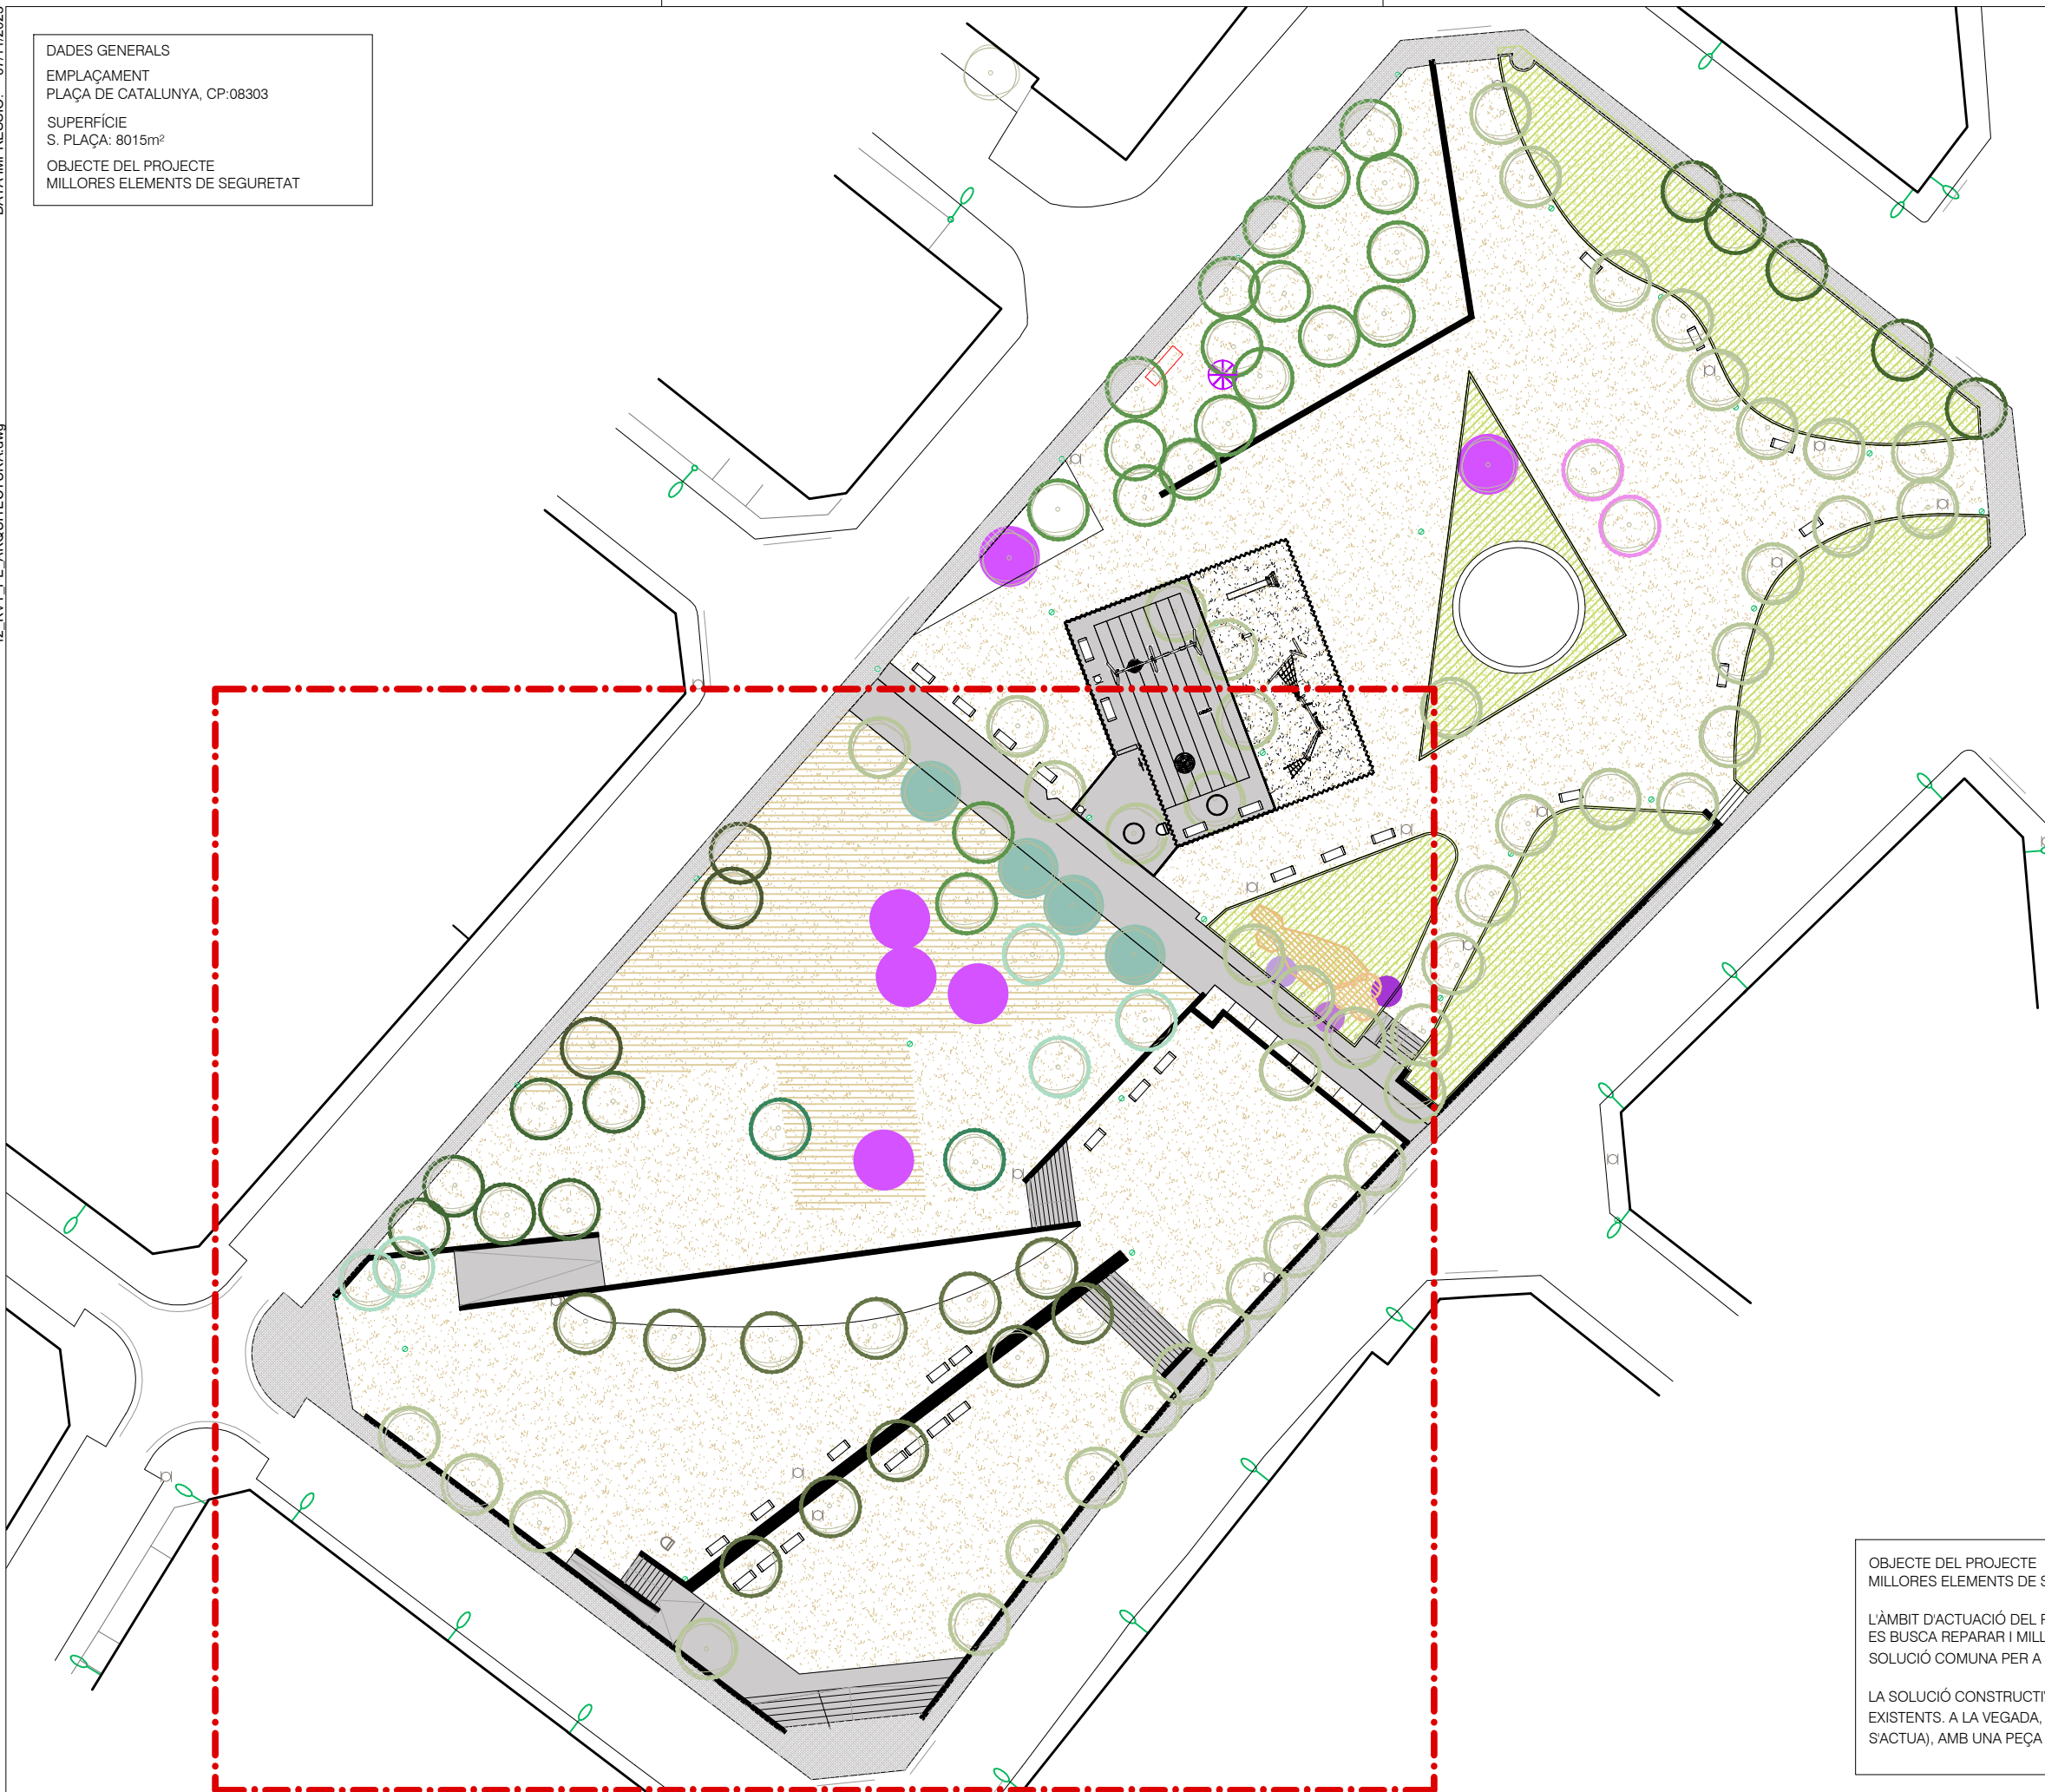 DADES GENERALS
EMPLAÇAMENT
PLAÇA DE CATALUNYA, CP:08303
SUPERFÍCIE
S. PLAÇA: 8015m²
OBJECTE DEL PROJECTE
MILLORES ELEMENTS DE SEGURETAT
OBJECTE DEL PROJECTE
MILLORES ELEMENTS DE
L'ÀMBIT D'ACTUACIÓ DEL
ES BUSCA REPARAR I
SOLUCIÓ COMUNA PER A
LA SOLUCIÓ
EXISTENTS. A LA VEGADA,
S'ACTUA), AMB UNA PEÇA